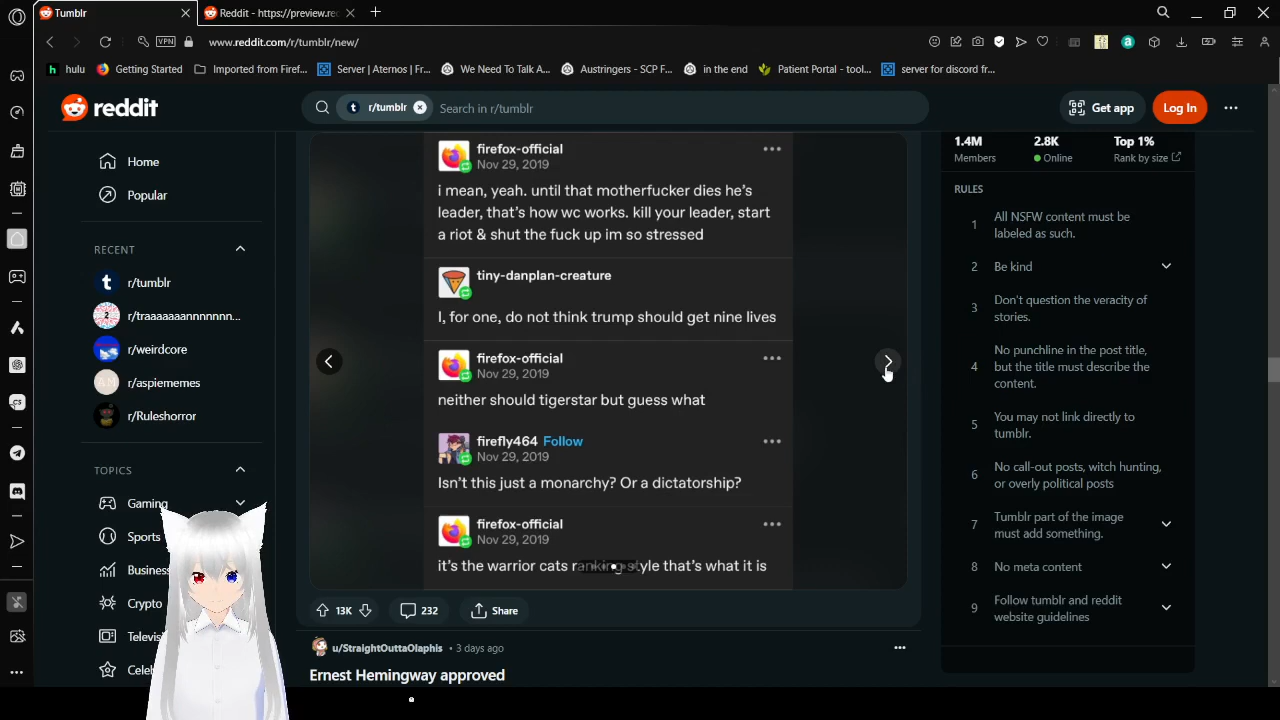 Tumblr
Reddit - https://preview.rec
VPN
www.reddit.com/r/tumblr/new/
hulu
Getting Started
Imported from Firef...
Server | Aternos | Fr...
We Need To Talk A...
Austringers - SCP F...
in the end
Patient Portal - tool...
server for discord fr...
reddit
r/tumblr
Search in r/tumblr
Get app
Log In
Home
Popular
RECENT
r/tumblr
r/traaaaaaannnnnnn...
r/weirdcore
r/aspiememes
r/Ruleshorror
TOPICS
Gaming
Sports
Business
Crypto
Televisi
Celeb
firefox-official
Nov 29, 2019
i mean, yeah. until that motherfucker dies he's
leader, that's how wc works. kill your leader, start
a riot & shut the fuck up im so stressed
tiny-danplan-creature
I, for one, do not think trump should get nine lives
firefox-official
Nov 29, 2019
neither should tigerstar but guess what
firefly464 Follow
Nov 29, 2019
Isn't this just a monarchy? Or a dictatorship?
firefox-official
Nov 29, 2019
it's the warrior cats ranking style that's what it is
13K
232
Share
u/StraightOuttaOlaphis • 3 days ago
Ernest Hemingway approved
1.4M
Members
2.8K
Online
Top 1%
Rank by size
RULES
1 All NSFW content must be
labeled as such.
2 Be kind
3 Don't question the veracity of
stories.
4 No punchline in the post title,
but the title must describe the
content.
5 You may not link directly to
tumblr.
6 No call-out posts, witch hunting,
or overly political posts
7 Tumblr part of the image
must add something.
8 No meta content
9 Follow tumblr and reddit
website guidelines